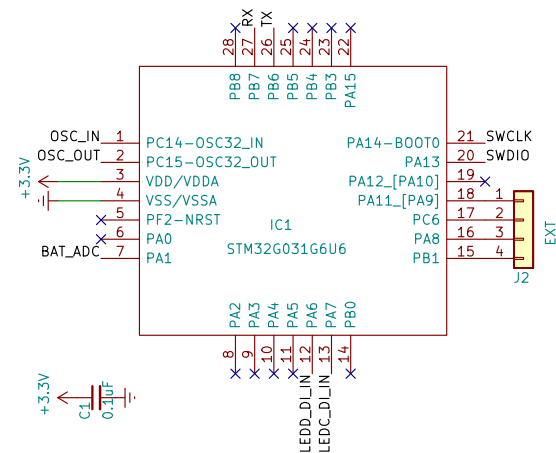 RX
TX
28
27
26
25
24
23
22
PB8
PB7
PB6
PB5
PB4
PB3
PA15
OSC_IN 1 PC14-OSC32_IN
OSC_OUT 2 PC15-OSC32_OUT
+3.3V 3 VDD/VDDA
4 VSS/VSSA
5 PF2-NRST
6 PA0
BAT_ADC 7 PA1
PA14-BOOT0 21 SWCLK
PA13 20 SWDIO
PA12_[PA10] 19
PA11_[PA9] 18 1
PC6 17 2
PA8 16 3
PB1 15 4
EXT
J2
IC1
STM32G031G6U6
PA2
PA3
PA4
PA5
PA6
PA7
PB0
8
9
10
11
12
13
14
LEDD_DI_IN
LEDC_DI_IN
+3.3V
C1
0.1uF